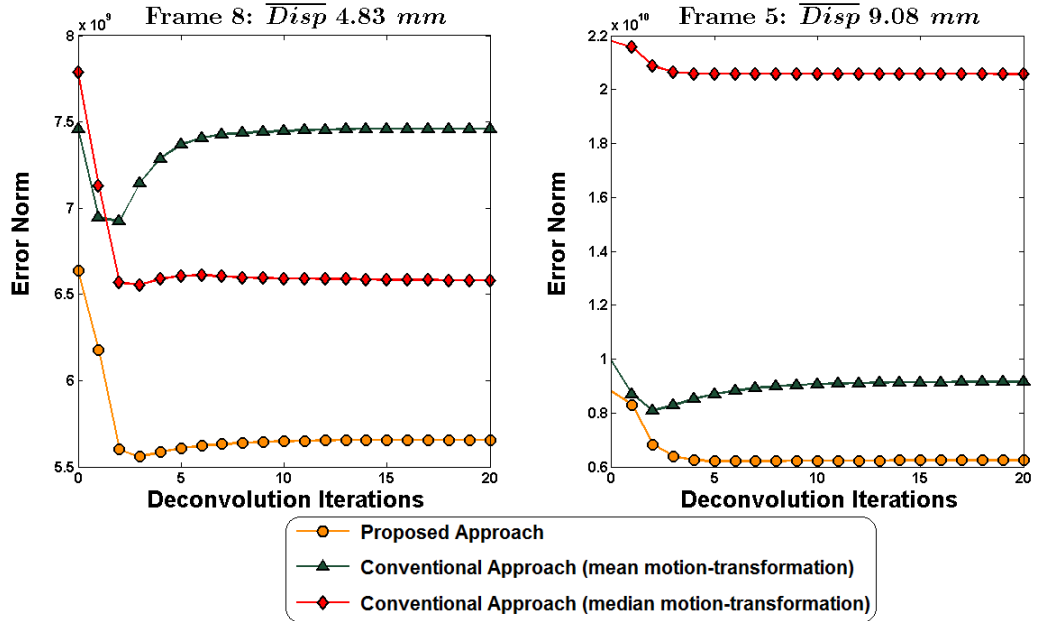 Frame 8: Disp 4.83 mm
Frame 5: Disp 9.08 mm
x 10^9
8
7.5
7
6.5
6
5.5
0
5
10
15
20
Error Norm
Deconvolution Iterations
x 10^10
2.2
2
1.8
1.6
1.4
1.2
1
0.8
0.6
0
5
10
15
20
Error Norm
Deconvolution Iterations
Proposed Approach
Conventional Approach (mean motion-transformation)
Conventional Approach (median motion-transformation)